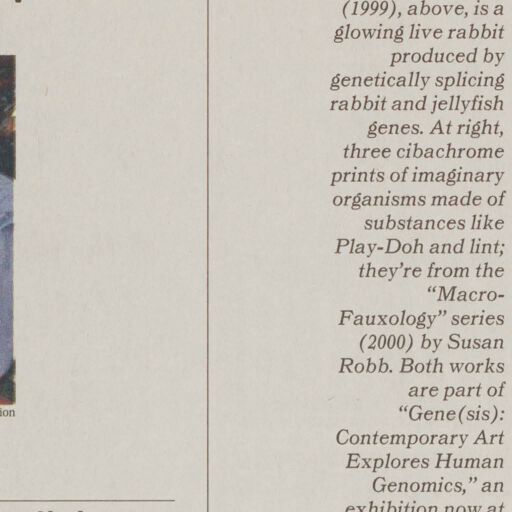 (1999), above, is a
glowing live rabbit
produced by
genetically splicing
rabbit and jellyfish
genes. At right,
three cibachrome
prints of imaginary
organisms made of
substances like
Play-Doh and lint;
they're from the
“Macro-
Fauxology” series
(2000) by Susan
Robb. Both works
are part of
“Gene(sis):
Contemporary Art
Explores Human
Genomics,” an
exhibition now at
ion